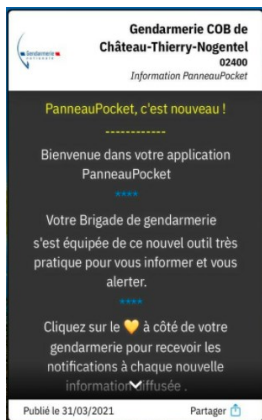 Gendarmerie
nationale
Gendarmerie COB de
Château-Thierry-Nogentel
02400
Information PanneauPocket
PanneauPocket, c'est nouveau !
------------
Bienvenue dans votre application
PanneauPocket
****
Votre Brigade de gendarmerie
s'est équipée de ce nouvel outil très
pratique pour vous informer et vous
alerter.
****
Cliquez sur le 💛 à côté de votre
gendarmerie pour recevoir les
notifications à chaque nouvelle
information diffusée .
Publié le 31/03/2021
Partager